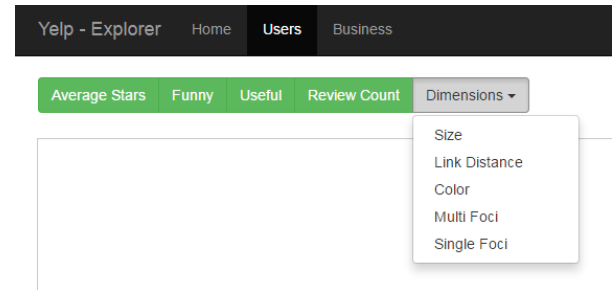 Yelp - Explorer Home Users Business
Average Stars Funny Useful Review Count Dimensions
Size
Link Distance
Color
Multi Foci
Single Foci